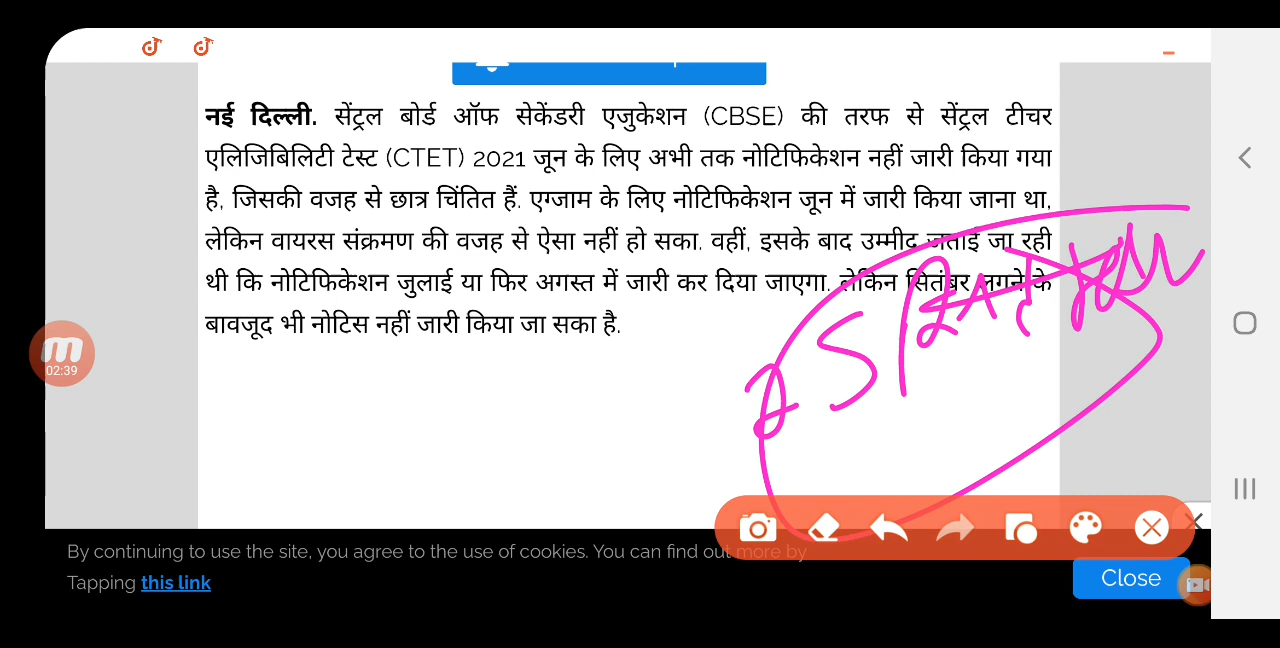 नई दिल्ली. सेंट्रल बोर्ड ऑफ सेकेंडरी एजुकेशन (CBSE) की तरफ से सेंट्रल टीचर
एलिजिबिलिटी टेस्ट (CTET) 2021 जून के लिए अभी तक नोटिफिकेशन नहीं जारी किया गया
है, जिसकी वजह से छात्र चिंतित हैं. एग्जाम के लिए नोटिफिकेशन जून में जारी किया जाना था,
लेकिन वायरस संक्रमण की वजह से ऐसा नहीं हो सका. वहीं, इसके बाद उम्मीद जताई जा रही
थी कि नोटिफिकेशन जुलाई या फिर अगस्त में जारी कर दिया जाएगा. लेकिन सितंबर लगने के
बावजूद भी नोटिस नहीं जारी किया जा सका है.
02:39
By continuing to use the site, you agree to the use of cookies. You can find out more by
Tapping this link
Close